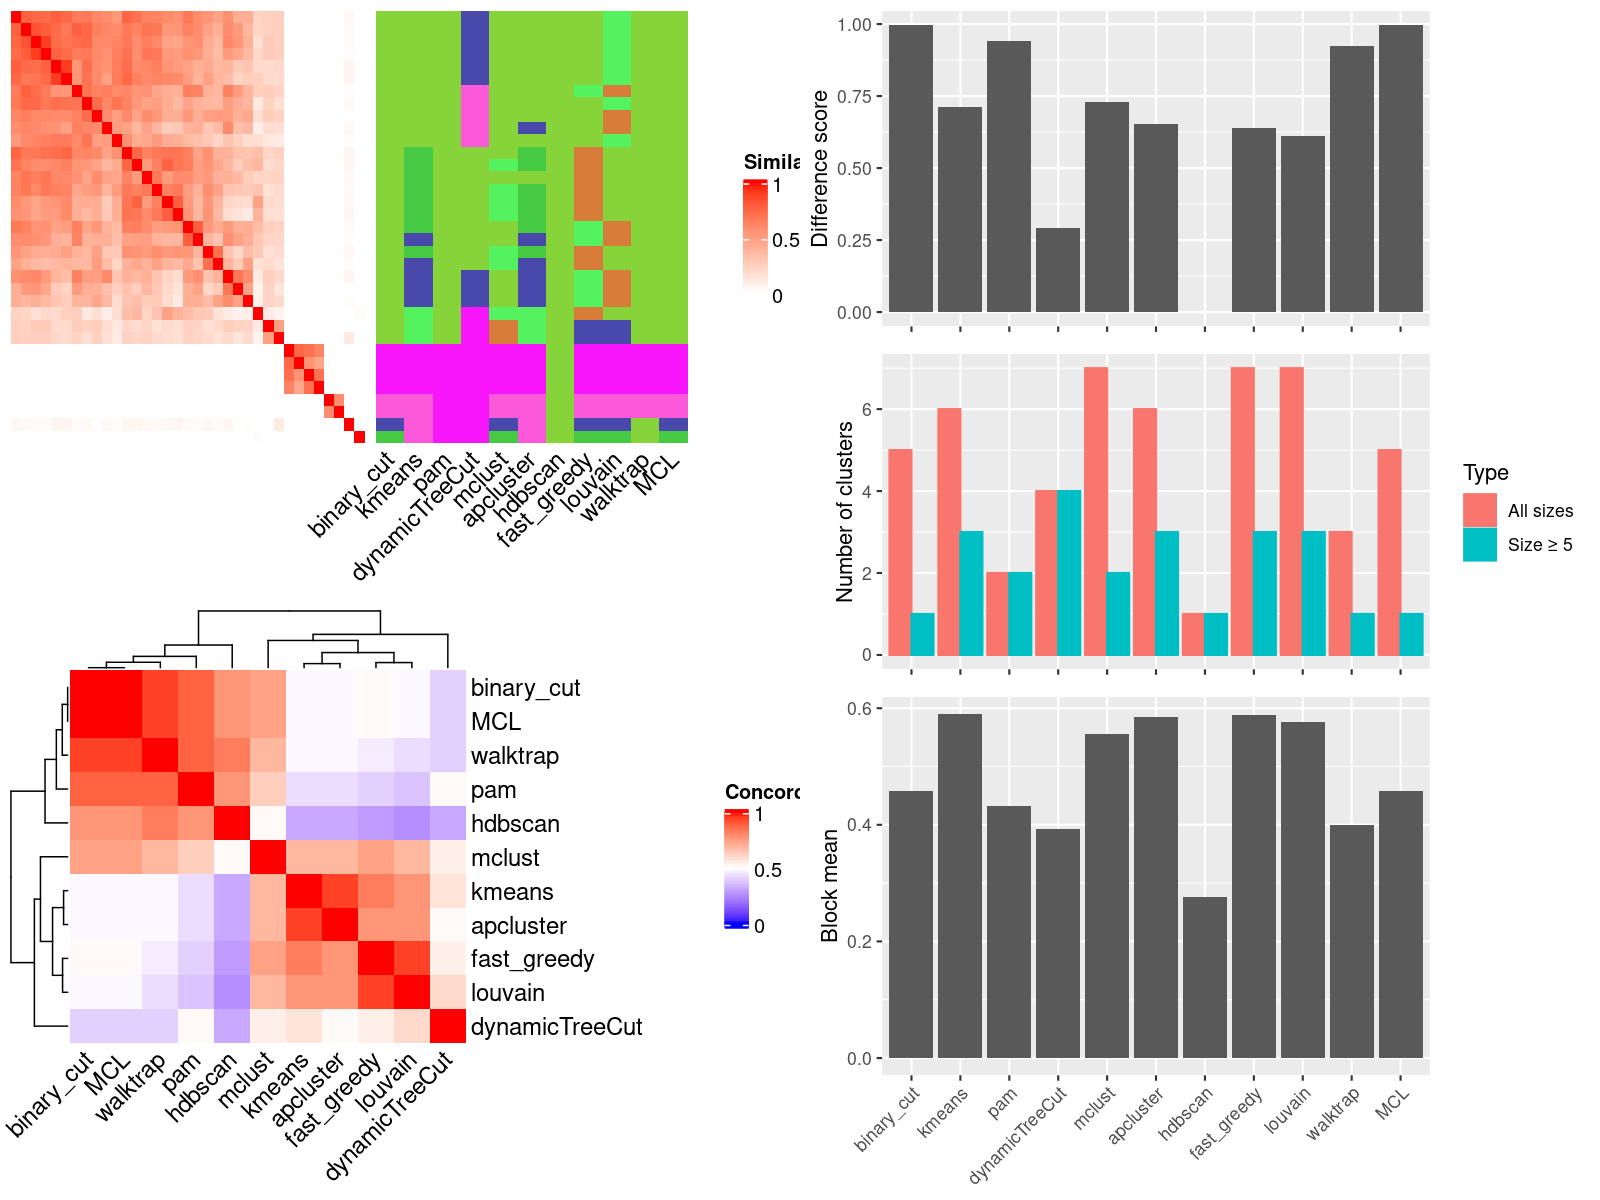 Simila
1
0.5
0
binary_cut
kmeans
pam
dynamicTreeCut
mclust
apcluster
hdbscan
fast_greedy
louvain
walktrap
MCL
binary_cut
MCL
walktrap
pam
hdbscan
mclust
kmeans
apcluster
fast_greedy
louvain
dynamicTreeCut
binary_cut
MCL
walktrap
pam
hdbscan
mclust
kmeans
apcluster
fast_greedy
louvain
dynamicTreeCut
Concord
1
0.5
0
Difference score
1.00
0.75
0.50
0.25
0.00
Number of clusters
6
4
2
0
Type
All sizes
Size ≥ 5
Block mean
0.6
0.4
0.2
0.0
binary_cut
kmeans
pam
dynamicTreeCut
mclust
apcluster
hdbscan
fast_greedy
louvain
walktrap
MCL